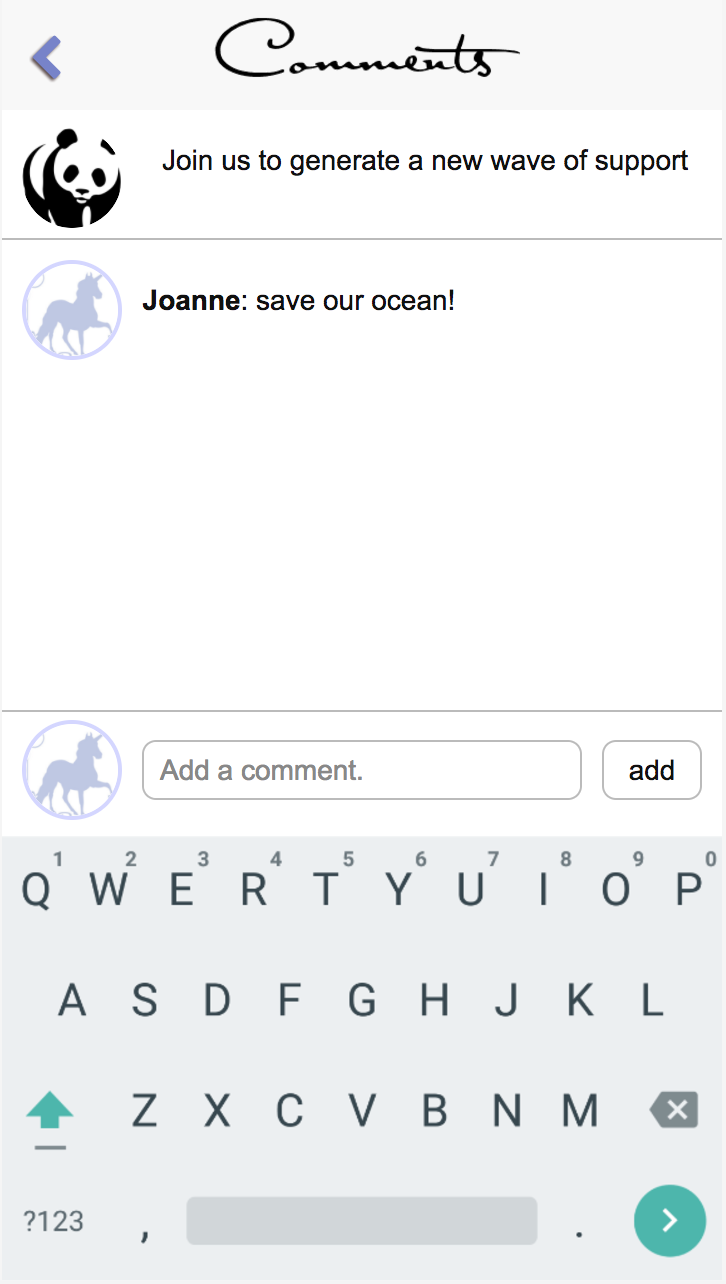 Comments
Join us to generate a new wave of support
Joanne: save our ocean!
Add a comment.
add
1 2 3 4 5 6 7 8 9 0
Q W E R T Y U I O P
A S D F G H J K L
Z X C V B N M
?123 , .